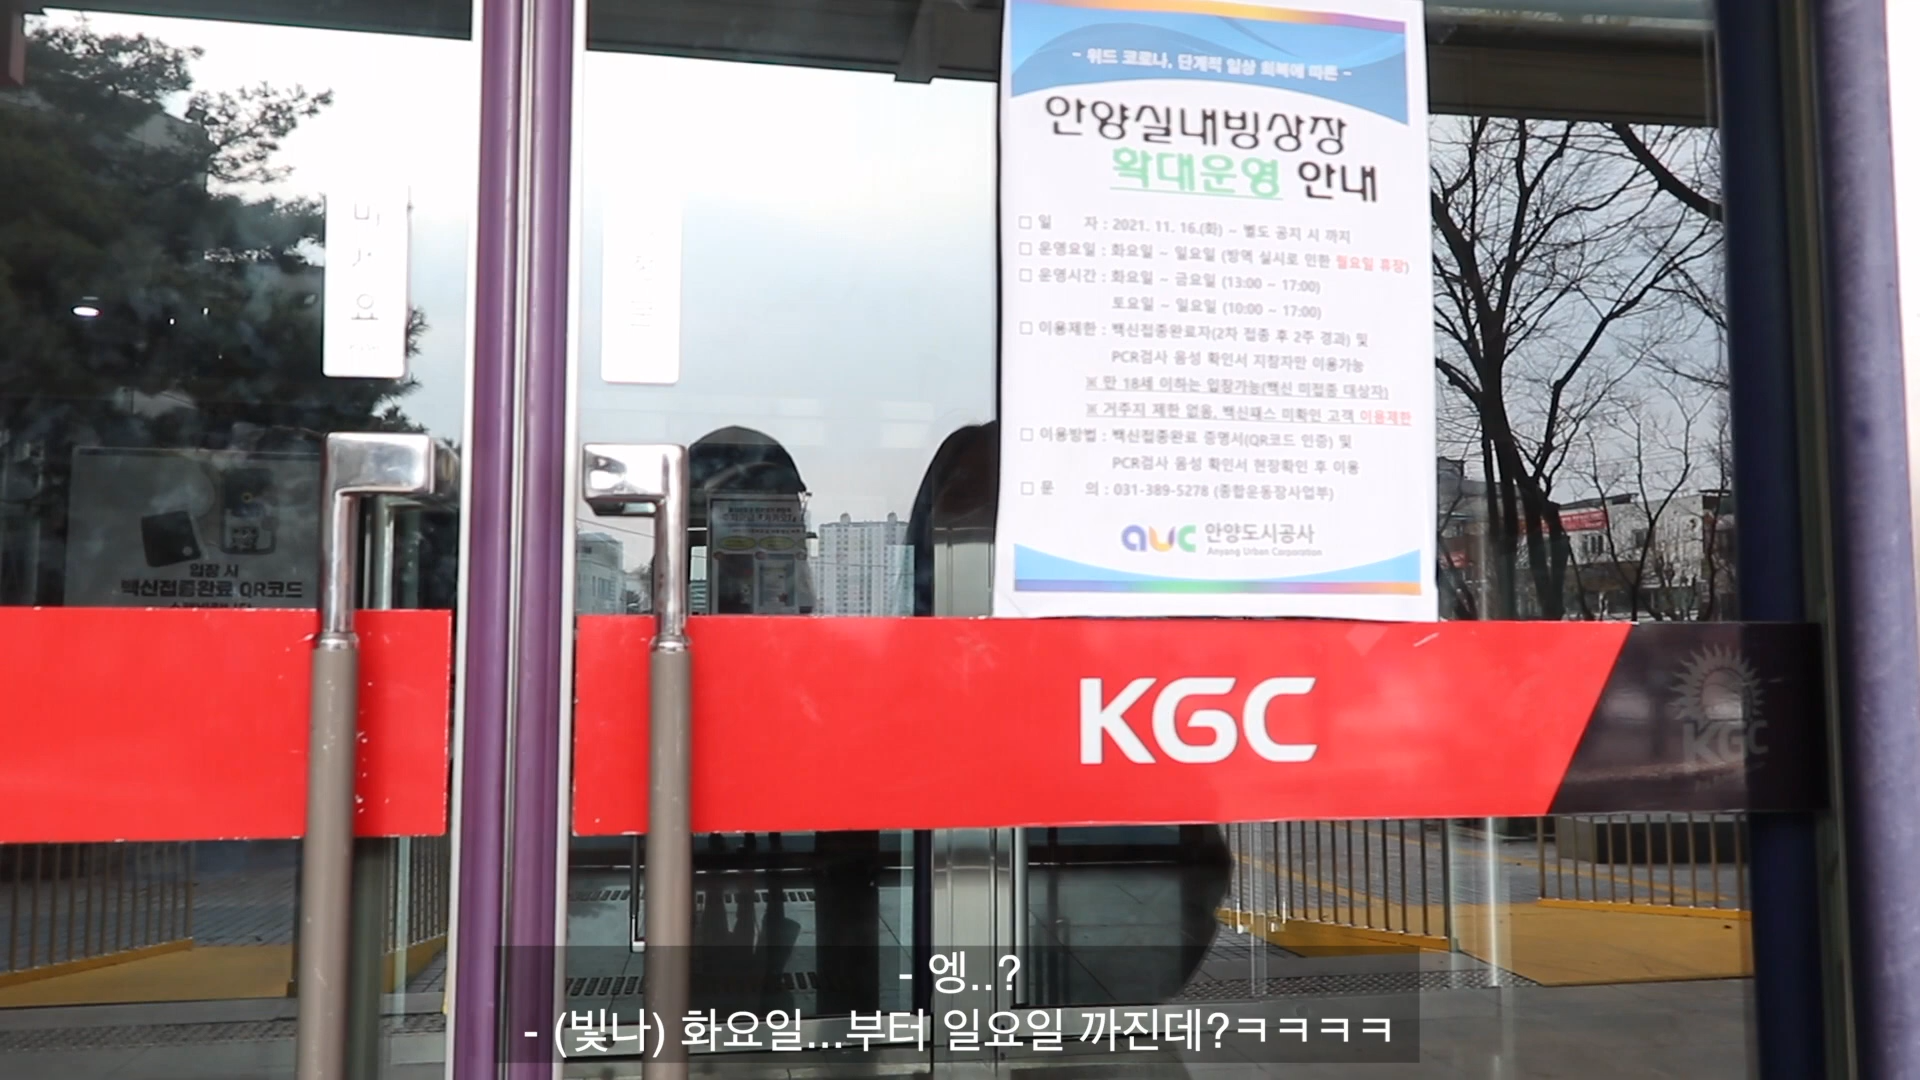 - 위드 코로나, 단계적 일상 회복에 따른 -
안양실내빙상장
확대운영 안내
□ 일 자 : 2021. 11. 16.(화) ~ 별도 공지 시 까지
□ 운영요일 : 화요일 ~ 일요일 (방역 실시로 인한 월요일 휴장)
□ 운영시간 : 화요일 ~ 금요일 (13:00 ~ 17:00)
토요일 ~ 일요일 (10:00 ~ 17:00)
□ 이용제한 : 백신접종완료자(2차 접종 후 2주 경과) 및
PCR검사 음성 확인서 지참자만 이용가능
※ 만 18세 이하는 입장가능(백신 미접종 대상자)
※ 거주지 제한 없음, 백신패스 미확인 고객 이용제한
□ 이용방법 : 백신접종완료 증명서(QR코드 인증) 및
PCR검사 음성 확인서 현장확인 후 이용
□ 문 의 : 031-389-5278 (종합운동장사업부)
auc 안양도시공사
Anyang Urban Corporation
입장 시
백신접종완료 QR코드
KGC
KGC
- 엥..?
- (빛나) 화요일...부터 일요일 까진데?ㅋㅋㅋㅋ